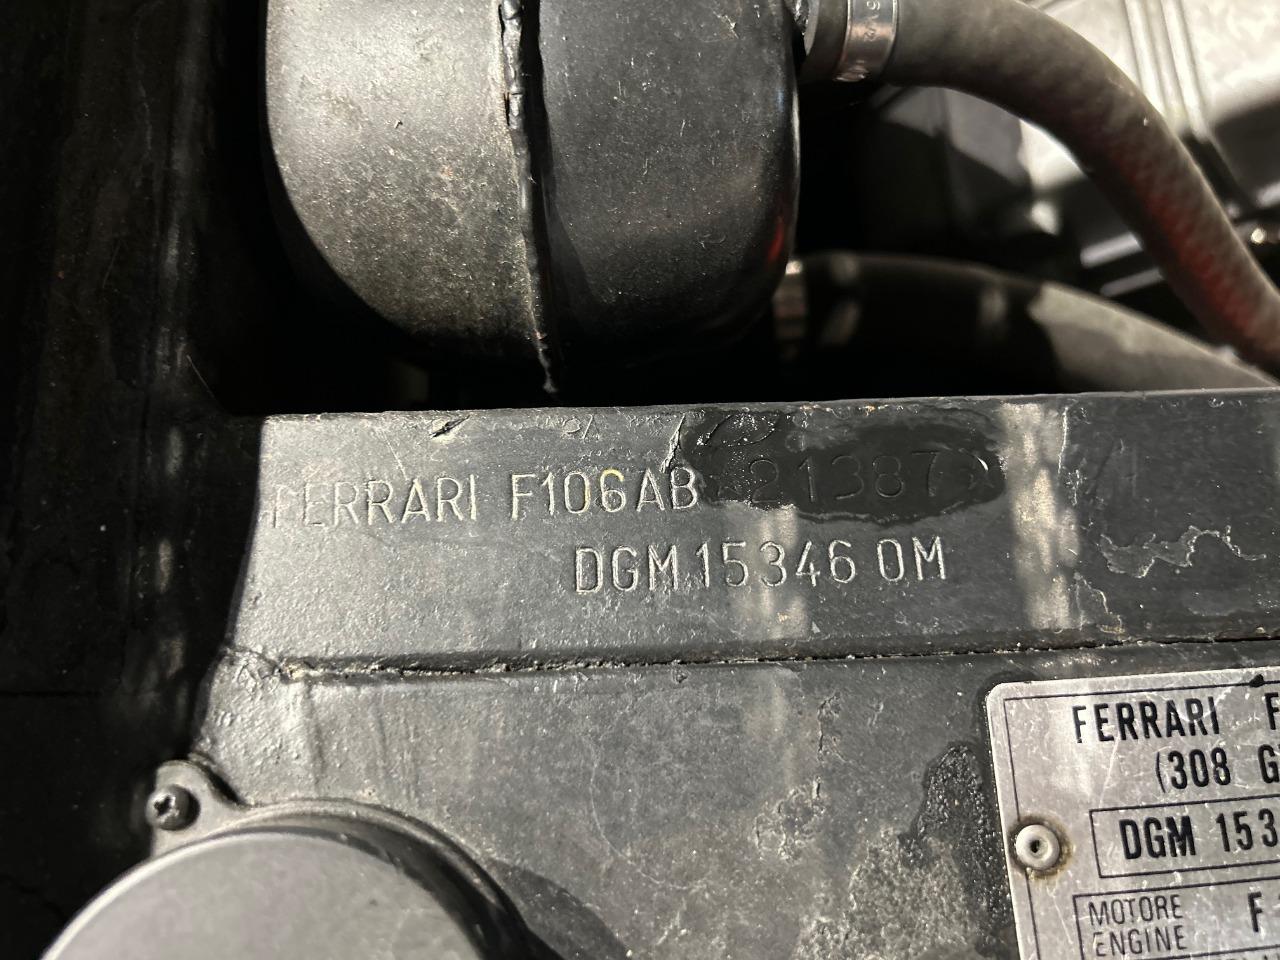 FERRARI F106AB 21387
DGM 15346 OM
FERRARI F
(308 G
DGM 153
MOTORE
ENGINE
F